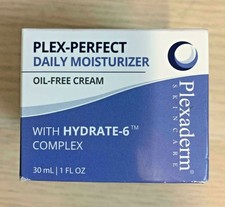 PLEX-PERFECT
DAILY MOISTURIZER
OIL-FREE CREAM
WITH HYDRATE-6™
COMPLEX
30 mL | 1 FL OZ
Plexaderm
SKINCARE